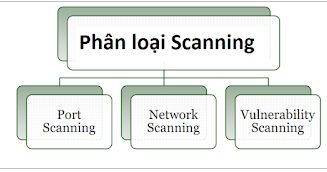 Phân loại Scanning
Port
Scanning
Network
Scanning
Vulnerability
Scanning